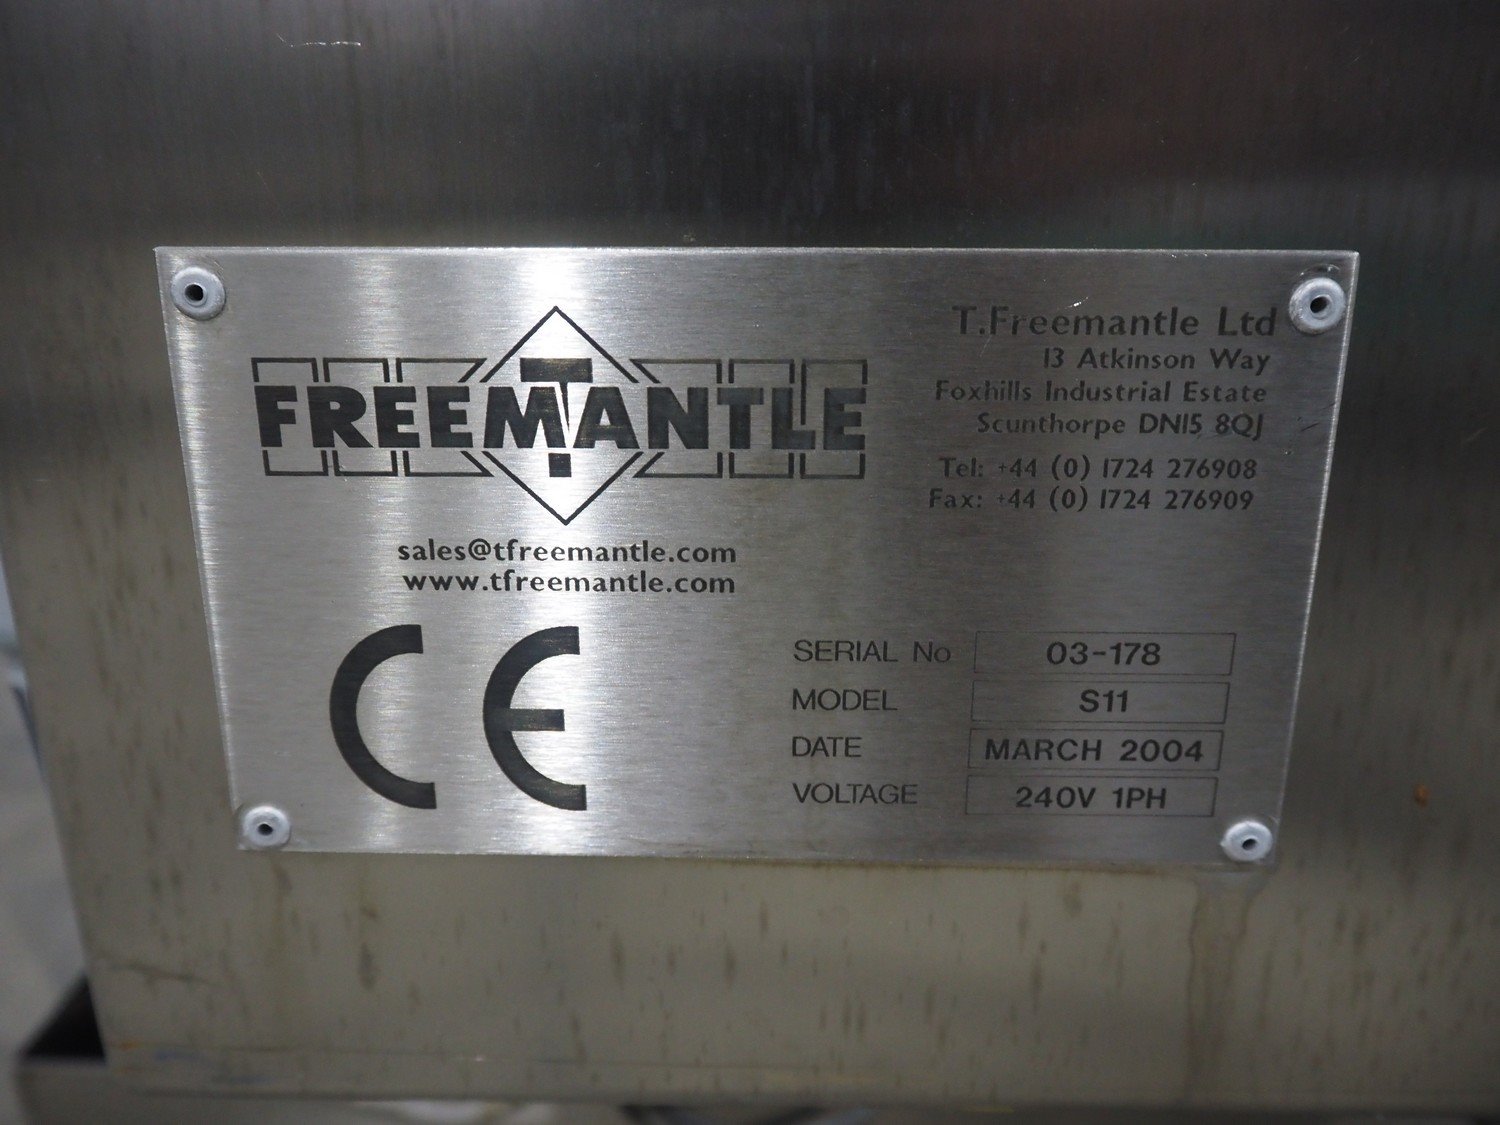 FREEMANTLE
T
sales@tfreemantle.com
www.tfreemantle.com
T.Freemantle Ltd
13 Atkinson Way
Foxhills Industrial Estate
Scunthorpe DN15 8QJ
Tel: +44 (0) 1724 276908
Fax: +44 (0) 1724 276909
CE
SERIAL No 03-178
MODEL S11
DATE MARCH 2004
VOLTAGE 240V 1PH